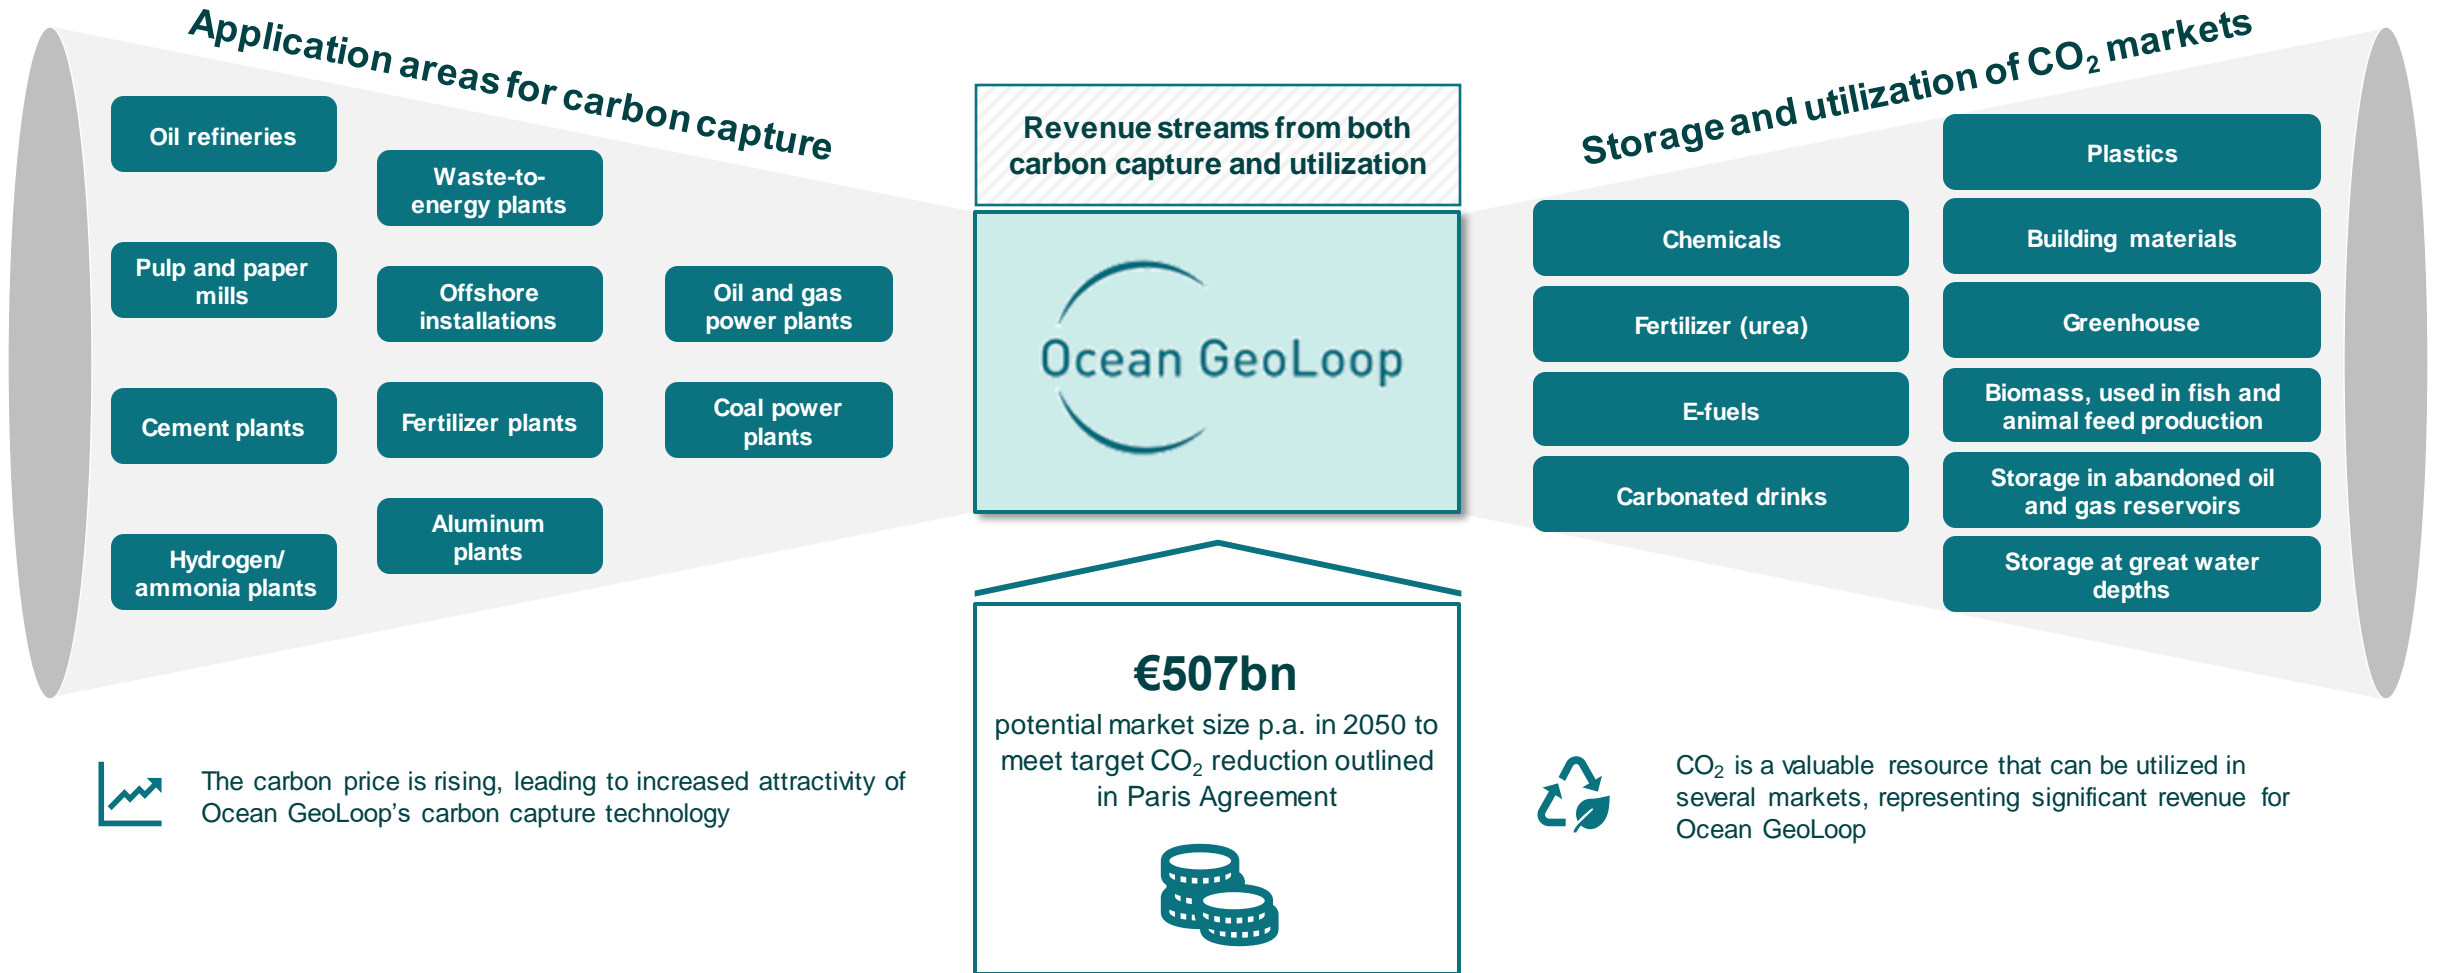 Application areas for carbon capture
Oil refineries
Pulp and paper
mills
Cement plants
Hydrogen/
ammonia plants
Waste-to-
energy plants
Offshore
installations
Fertilizer plants
Aluminum
plants
Oil and gas
power plants
Coal power
plants
Revenue streams from both
carbon capture and utilization
Ocean GeoLoop
€507bn
potential market size p.a. in 2050 to
meet target CO₂ reduction outlined
in Paris Agreement
Storage and utilization of CO₂ markets
Chemicals
Fertilizer (urea)
E-fuels
Carbonated drinks
Plastics
Building materials
Greenhouse
Biomass, used in fish and
animal feed production
Storage in abandoned oil
and gas reservoirs
Storage at great water
depths
The carbon price is rising, leading to increased attractivity of
Ocean GeoLoop’s carbon capture technology
CO₂ is a valuable resource that can be utilized in
several markets, representing significant revenue for
Ocean GeoLoop